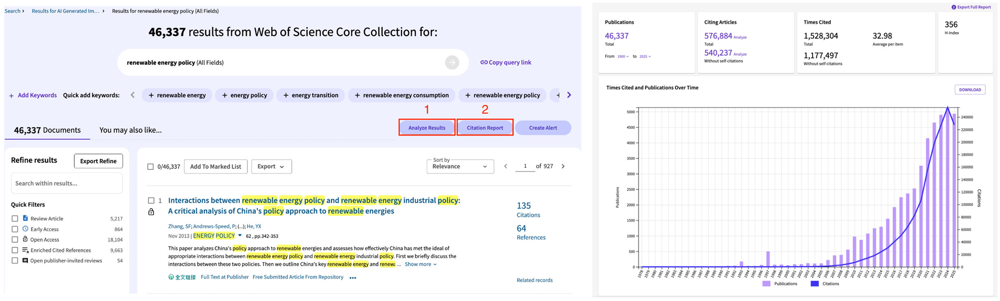 Search > Results for AI Generated Im... > Results for renewable energy policy (All Fields)
46,337 results from Web of Science Core Collection for:
renewable energy policy (All Fields)
Copy query link
+ Add Keywords Quick add keywords: + renewable energy + energy policy + energy transition + renewable energy consumption + renewable energy policy +
1 2
46,337 Documents You may also like... Analyze Results Citation Report Create Alert
Refine results Export Refine
Search within results...
Quick Filters
Review Article 5,217
Early Access 864
Open Access 18,104
Enriched Cited References 9,663
Open publisher-invited reviews 54
0/46,337 Add To Marked List Export Sort by Relevance 1 of 927
1 Interactions between renewable energy policy and renewable energy industrial policy:
A critical analysis of China's policy approach to renewable energies
Zhang, SF; Andrews-Speed, P; (...); He, YX
Nov 2013 | ENERGY POLICY 62 , pp.342-353
This paper analyzes China's policy approach to renewable energies and assesses how effectively China has met the ideal of
appropriate interactions between renewable energy policy and renewable energy industrial policy. First we briefly discuss the
interactions between these two policies. Then we outline China's key renewable energy and renew. ... Show more
全文链接 Full Text at Publisher Free Submitted Article From Repository •••
135
Citations
64
References
Related records
Export Full Report
Publications
46,337
Total
From 1900 to 2025
Citing Articles
576,884 Analyze
Total
540,237 Analyze
Without self-citations
Times Cited
1,528,304
Total
1,177,497
Without self-citations
32.98
Average per item
356
H-Index
Times Cited and Publications Over Time
DOWNLOAD
Publications
5000
4500
4000
3500
3000
2500
2000
1500
1000
500
0
240000
220000
200000
180000
160000
140000
120000
100000
80000
60000
40000
20000
0
Citations
1978 1979 1980 1981 1982 1983 1984 1985 1986 1987 1988 1989 1990 1991 1992 1993 1994 1995 1996 1997 1998 1999 2000 2001 2002 2003 2004 2005 2006 2007 2008 2009 2010 2011 2012 2013 2014 2015 2016 2017 2018 2019 2020 2021 2022 2023 2024 2025
Publications Citations